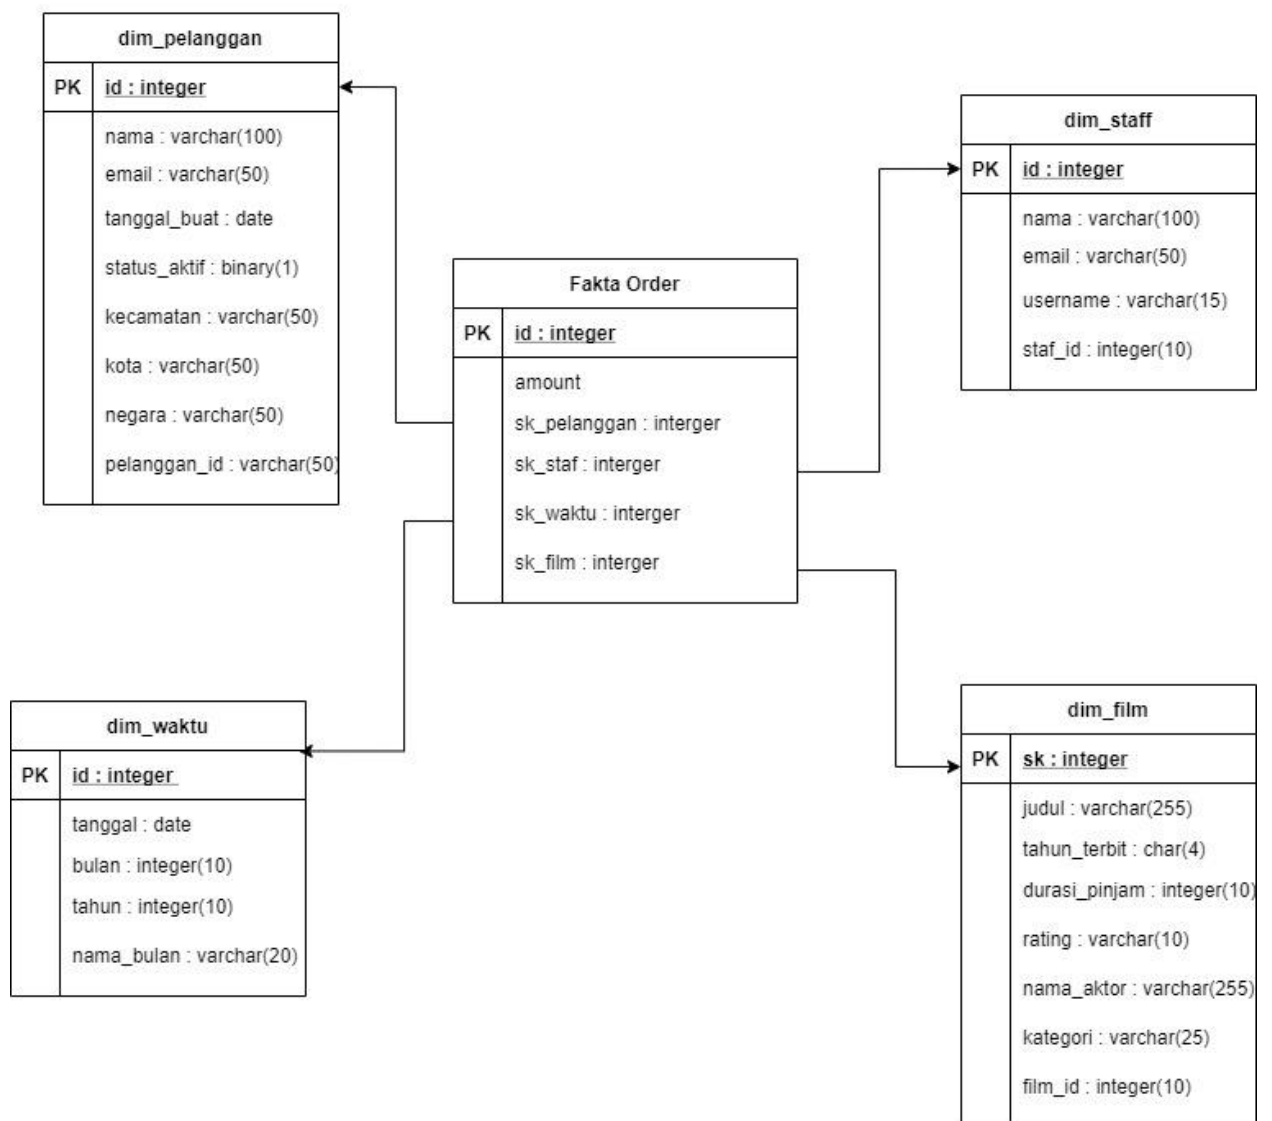 dim_pelanggan
PK id : integer
nama : varchar(100)
email : varchar(50)
tanggal_buat : date
status_aktif : binary(1)
kecamatan : varchar(50)
kota : varchar(50)
negara : varchar(50)
pelanggan_id : varchar(50)
dim_staff
PK id : integer
nama : varchar(100)
email : varchar(50)
username : varchar(15)
staf_id : integer(10)
Fakta Order
PK id : integer
amount
sk_pelanggan : interger
sk_staf : interger
sk_waktu : interger
sk_film : interger
dim_waktu
PK id : integer
tanggal : date
bulan : integer(10)
tahun : integer(10)
nama_bulan : varchar(20)
dim_film
PK sk : integer
judul : varchar(255)
tahun_terbit : char(4)
durasi_pinjam : integer(10)
rating : varchar(10)
nama_aktor : varchar(255)
kategori : varchar(25)
film_id : integer(10)